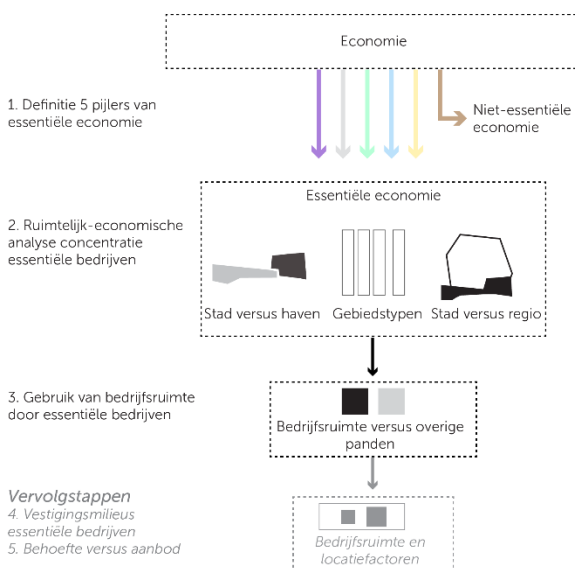 Economie
1. Definitie 5 pijlers van
essentiële economie
Niet-essentiële
economie
Essentiële economie
2. Ruimtelijk-economische
analyse concentratie
essentiële bedrijven
Stad versus haven
Gebiedstypen
Stad versus regio
3. Gebruik van bedrijfsruimte
door essentiële bedrijven
Bedrijfsruimte versus overige
panden
Vervolgstappen
4. Vestigingsmilieus
essentiële bedrijven
5. Behoefte versus aanbod
Bedrijfsruimte en
locatiefactoren